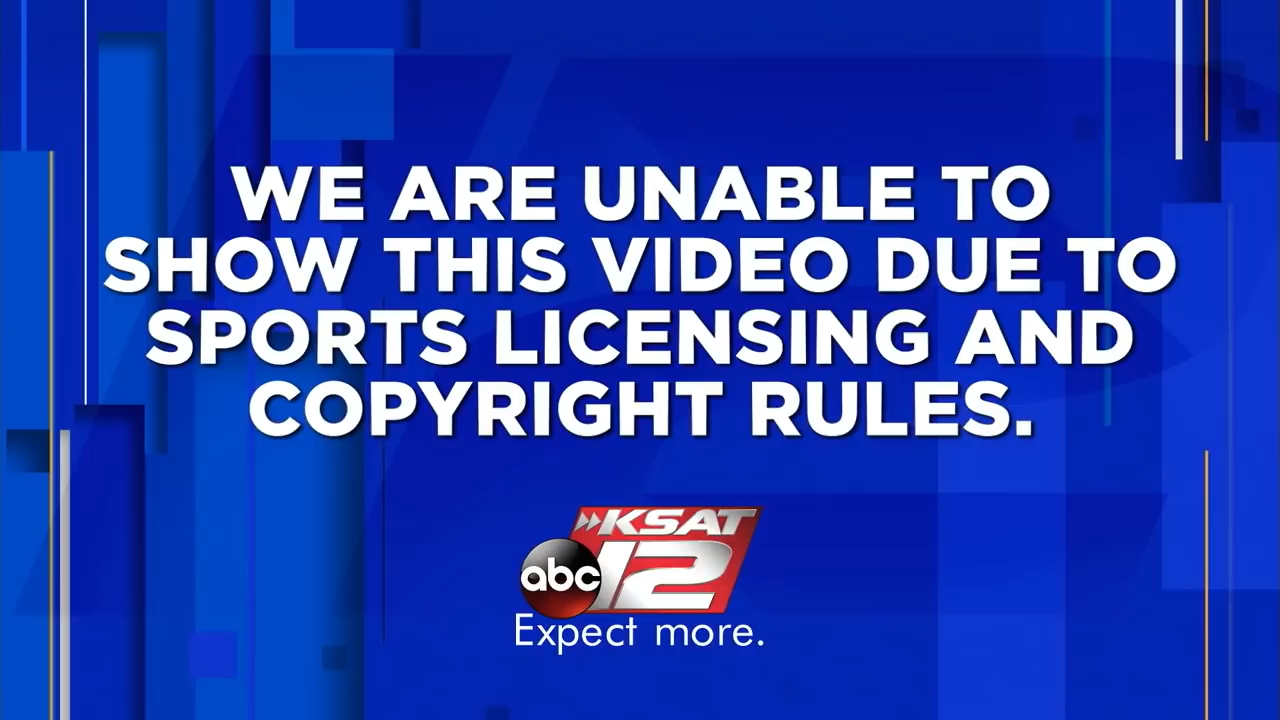 WE ARE UNABLE TO
SHOW THIS VIDEO DUE TO
SPORTS LICENSING AND
COPYRIGHT RULES.
KSAT
abc 12
Expect more.